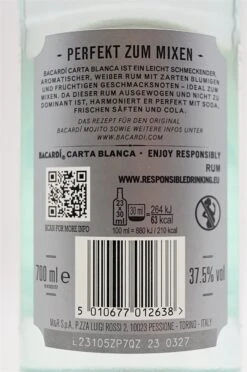 - PERFEKT ZUM MIXEN -
BACARDÍ CARTA BLANCA IST EIN LEICHT SCHMECKENDER,
AROMATISCHER, WEIßER RUM MIT ZARTEN BLUMIGEN
UND FRUCHTIGEN GESCHMACKSNOTEN – IDEAL ZUM
MIXEN. DA DIESER RUM AUSGEWOGEN UND NICHT ZU
DOMINANT IST, HARMONIERT ER PERFEKT MIT SODA,
FRISCHEN SÄFTEN UND COLA.
DAS REZEPT FÜR DEN ORIGINAL
BACARDÍ MOJITO SOWIE WEITERE INFOS UNTER
WWW.BACARDI.COM
BACARDÍ CARTA BLANCA · ENJOY RESPONSIBLY
RUM
WWW.RESPONSIBLEDRINKING.EU
SCAN FOR
MORE INFO
23 x 30 ml
30 ml = 264 kJ
63 kcal
100 ml = 880 kJ / 210 kcal
700 ml e
37.5% vol
5 010677 012638 >
M&R S.p.A. P.ZZA LUIGI ROSSI 2, 10023 PESSIONE - TORINO - ITALY
L23105ZP7QZ 23 0327